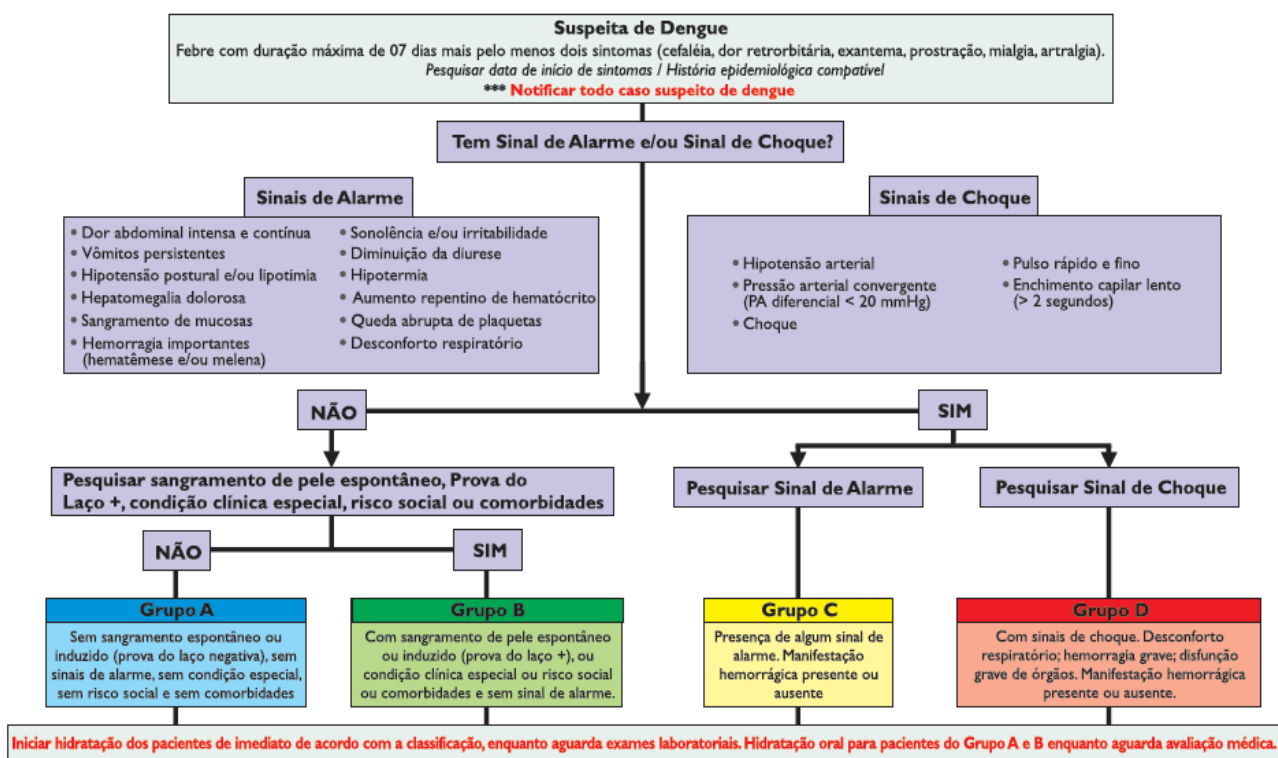 Suspeita de Dengue
Febre com duração máxima de 07 dias mais pelo menos dois sintomas (cefaléia, dor retrorbitária, exantema, prostração, mialgia, artralgia).
Pesquisar data de início de sintomas / História epidemiológica compatível
*** Notificar todo caso suspeito de dengue
Tem Sinal de Alarme e/ou Sinal de Choque?
Sinais de Alarme
• Dor abdominal intensa e contínua
• Vômitos persistentes
• Hipotensão postural e/ou lipotimia
• Hepatomegalia dolorosa
• Sangramento de mucosas
• Hemorragia importantes
(hematêmese e/ou melena)
• Sonolência e/ou irritabilidade
• Diminuição da diurese
• Hipotermia
• Aumento repentino de hematócrito
• Queda abrupta de plaquetas
• Desconforto respiratório
Sinais de Choque
• Hipotensão arterial
• Pressão arterial convergente
(PA diferencial < 20 mmHg)
• Choque
• Pulso rápido e fino
• Enchimento capilar lento
(> 2 segundos)
NÃO
SIM
Pesquisar sangramento de pele espontâneo, Prova do
Laço +, condição clínica especial, risco social ou comorbidades
Pesquisar Sinal de Alarme
Pesquisar Sinal de Choque
NÃO
SIM
Grupo A
Sem sangramento espontâneo ou
induzido (prova do laço negativa), sem
sinais de alarme, sem condição especial,
sem risco social e sem comorbidades
Grupo B
Com sangramento de pele espontâneo
ou induzido (prova do laço +), ou
condição clínica especial ou risco social
ou comorbidades e sem sinal de alarme.
Grupo C
Presença de algum sinal de
alarme. Manifestação
hemorrágica presente ou
ausente
Grupo D
Com sinais de choque. Desconforto
respiratório; hemorragia grave; disfunção
grave de órgãos. Manifestação hemorrágica
presente ou ausente.
Iniciar hidratação dos pacientes de imediato de acordo com a classificação, enquanto aguarda exames laboratoriais. Hidratação oral para pacientes do Grupo A e B enquanto aguarda avaliação médica.